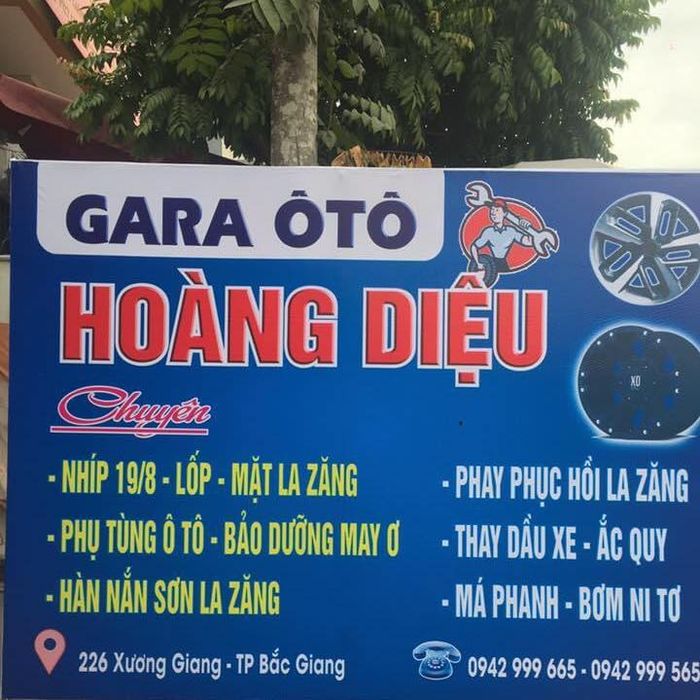 GARA ÔTÔ
HOÀNG DIỆU
Chuyên
- NHÍP 19/8 - LỐP - MẶT LA ZĂNG
- PHỤ TÙNG Ô TÔ - BẢO DƯỠNG MAY Ơ
- HÀN NẮN SƠN LA ZĂNG
- PHAY PHỤC HỒI LA ZĂNG
- THAY DẦU XE - ẮC QUY
- MÁ PHANH - BƠM NI TƠ
XO
226 Xương Giang - TP Bắc Giang
0942 999 665 - 0942 999 565